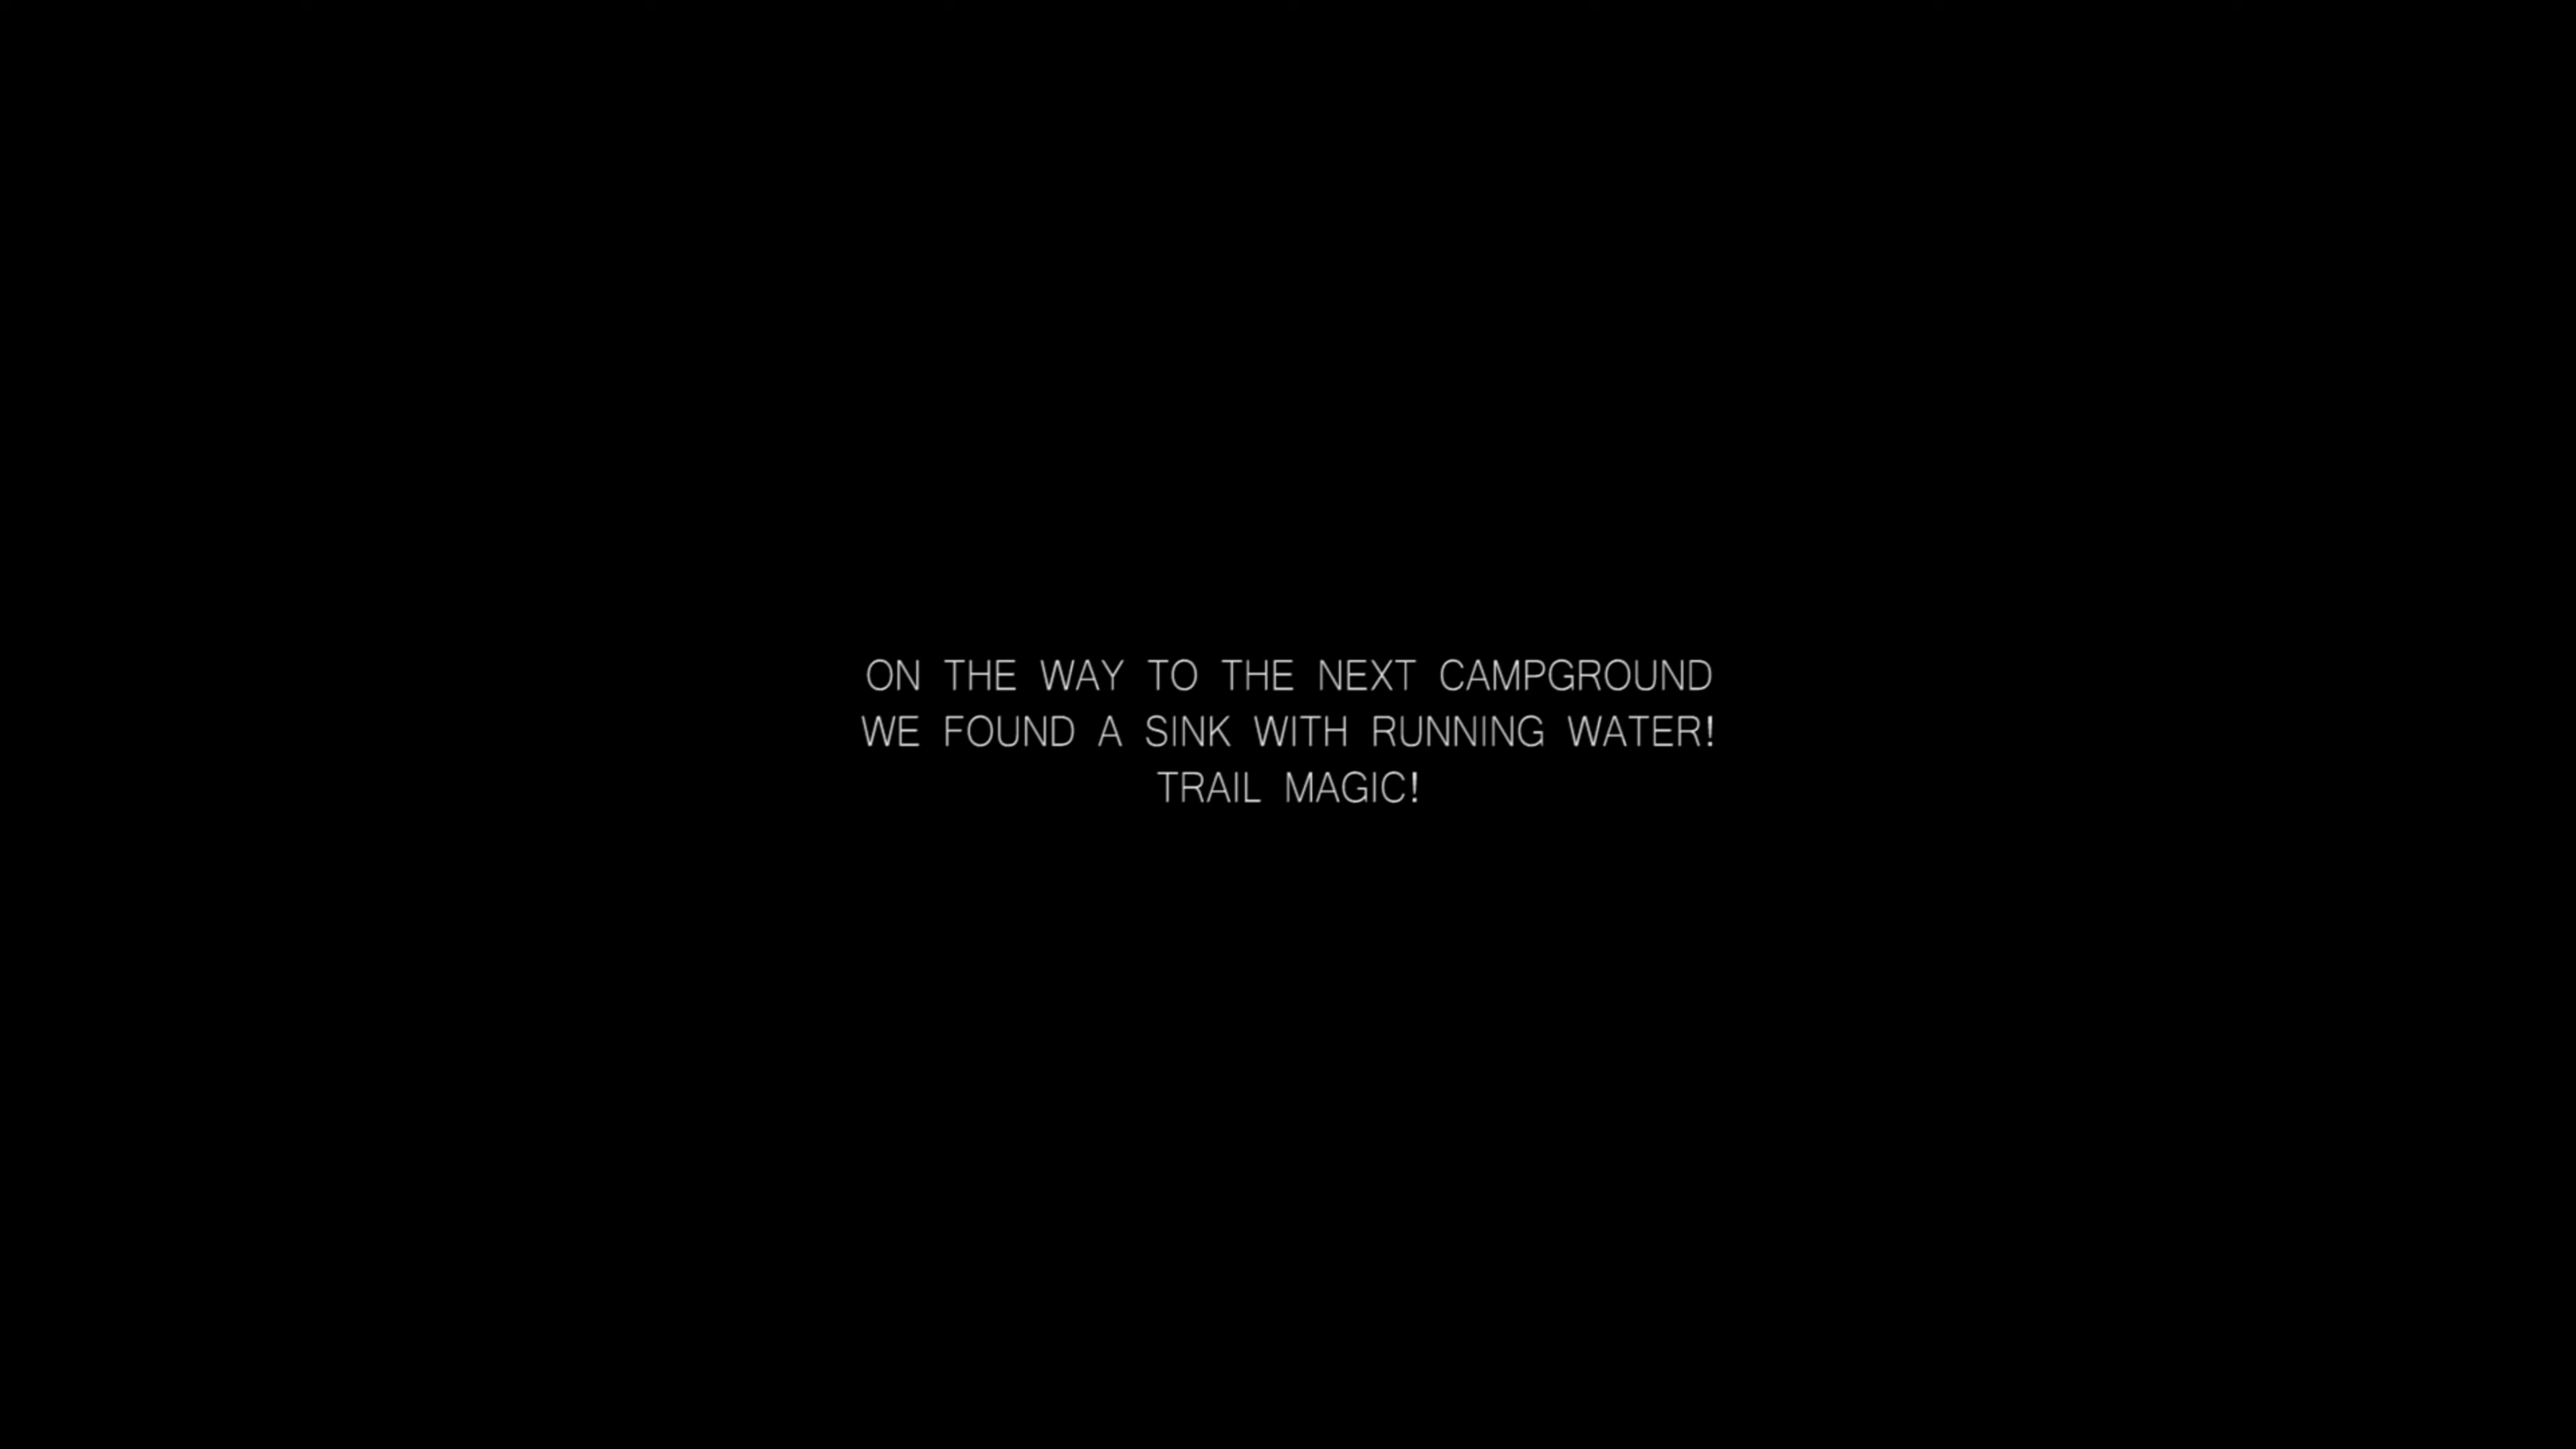 ON THE WAY TO THE NEXT CAMPGROUND
WE FOUND A SINK WITH RUNNING WATER!
TRAIL MAGIC!